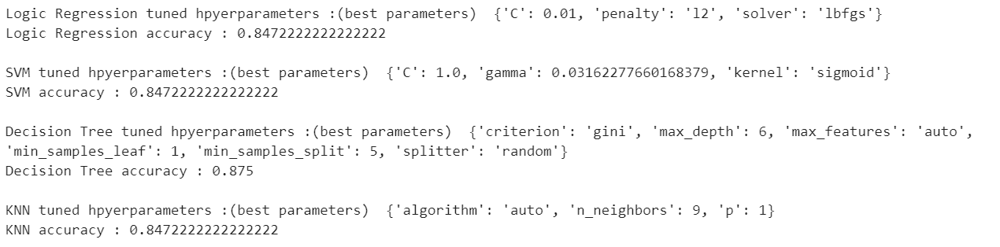 Logic Regression tuned hpyerparameters :(best parameters)  {'C': 0.01, 'penalty': 'l2', 'solver': 'lbfgs'}
Logic Regression accuracy : 0.8472222222222222
SVM tuned hpyerparameters :(best parameters)  {'C': 1.0, 'gamma': 0.03162277660168379, 'kernel': 'sigmoid'}
SVM accuracy : 0.8472222222222222
Decision Tree tuned hpyerparameters :(best parameters)  {'criterion': 'gini', 'max_depth': 6, 'max_features': 'auto',
'min_samples_leaf': 1, 'min_samples_split': 5, 'splitter': 'random'}
Decision Tree accuracy : 0.875
KNN tuned hpyerparameters :(best parameters)  {'algorithm': 'auto', 'n_neighbors': 9, 'p': 1}
KNN accuracy : 0.8472222222222222